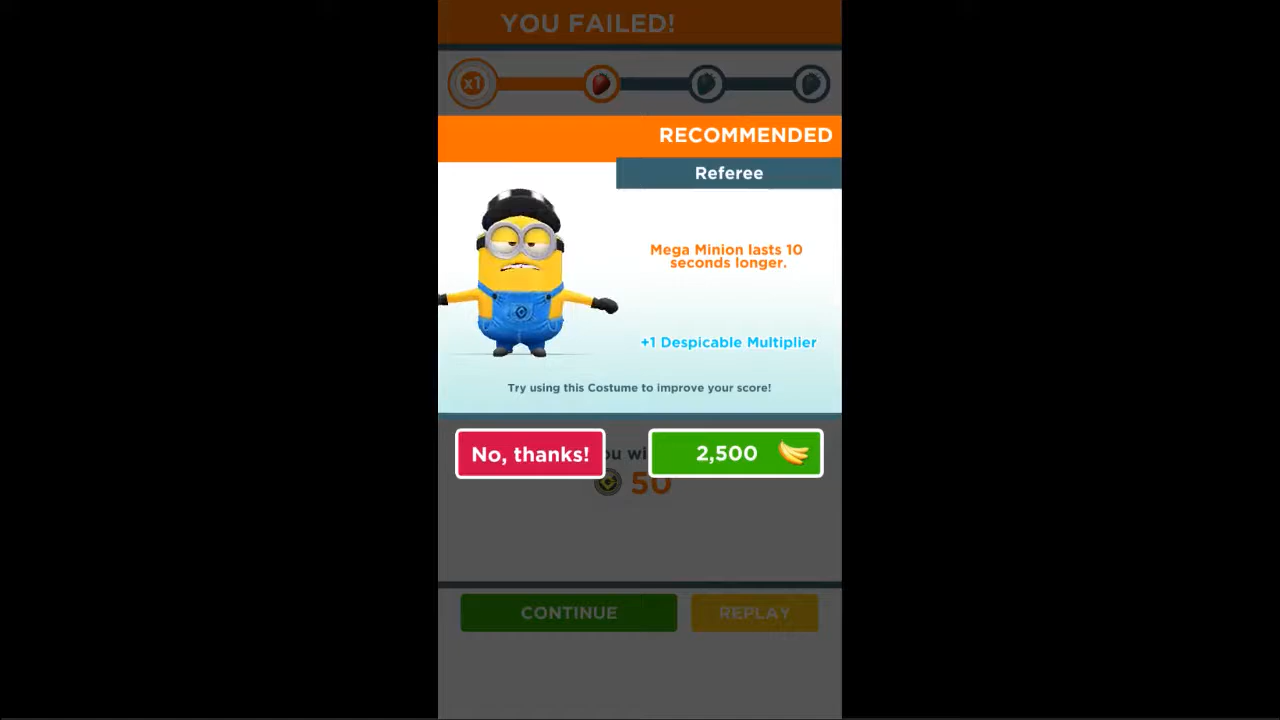 YOU FAILED!
x1
RECOMMENDED
Referee
Mega Minion lasts 10
seconds longer.
+1 Despicable Multiplier
Try using this Costume to improve your score!
No, thanks!
2,500
50
CONTINUE
REPLAY